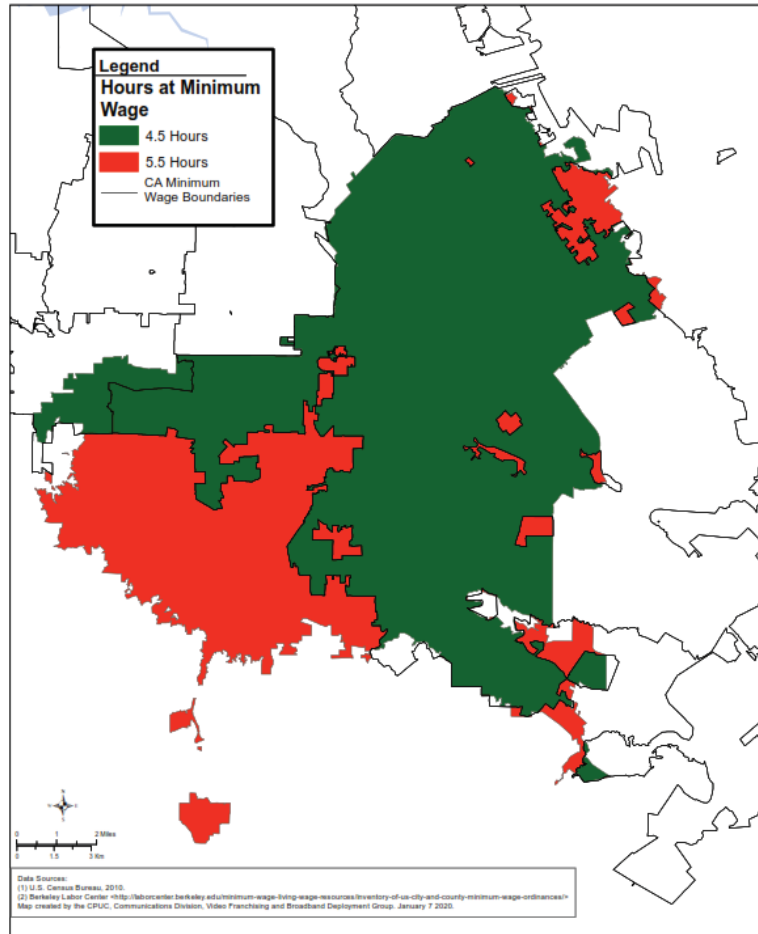 Legend
Hours at Minimum
Wage
4.5 Hours
5.5 Hours
CA Minimum
Wage Boundaries
N
W E
S
0 1 2 Miles
0 1.5 3 Km
Data Sources:
(1) U.S. Census Bureau, 2010.
(2) Berkeley Labor Center <http://laborcenter.berkeley.edu/minimum-wage-living-wage-resources/inventory-of-us-city-and-county-minimum-wage-ordinances/>
Map created by the CPUC, Communications Division, Video Franchising and Broadband Deployment Group. January 7 2020.